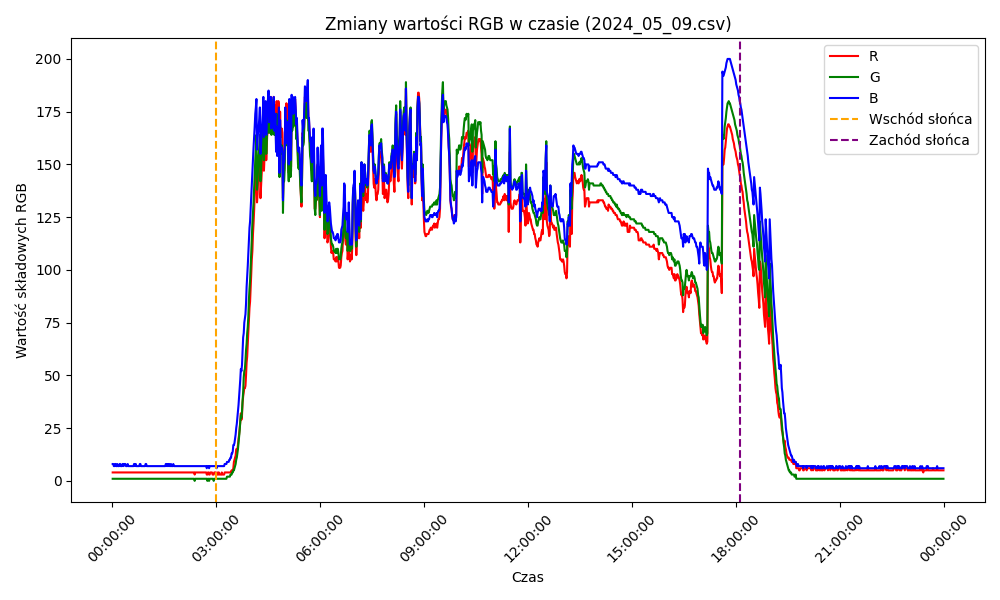 Zmiany wartości RGB w czasie (2024_05_09.csv)
200
175
150
125
100
75
50
25
0
Wartość składowych RGB
R
G
B
Wschód słońca
Zachód słońca
00:00:00
03:00:00
06:00:00
09:00:00
12:00:00
15:00:00
18:00:00
21:00:00
00:00:00
Czas